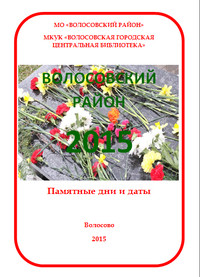 МО «ВОЛОСОВСКИЙ РАЙОН»
МКУК «ВОЛОСОВСКАЯ ГОРОДСКАЯ
ЦЕНТРАЛЬНАЯ БИБЛИОТЕКА»
ВОЛОСОВСКИЙ
РАЙОН
2015
Памятные дни и даты
Волосово
2015